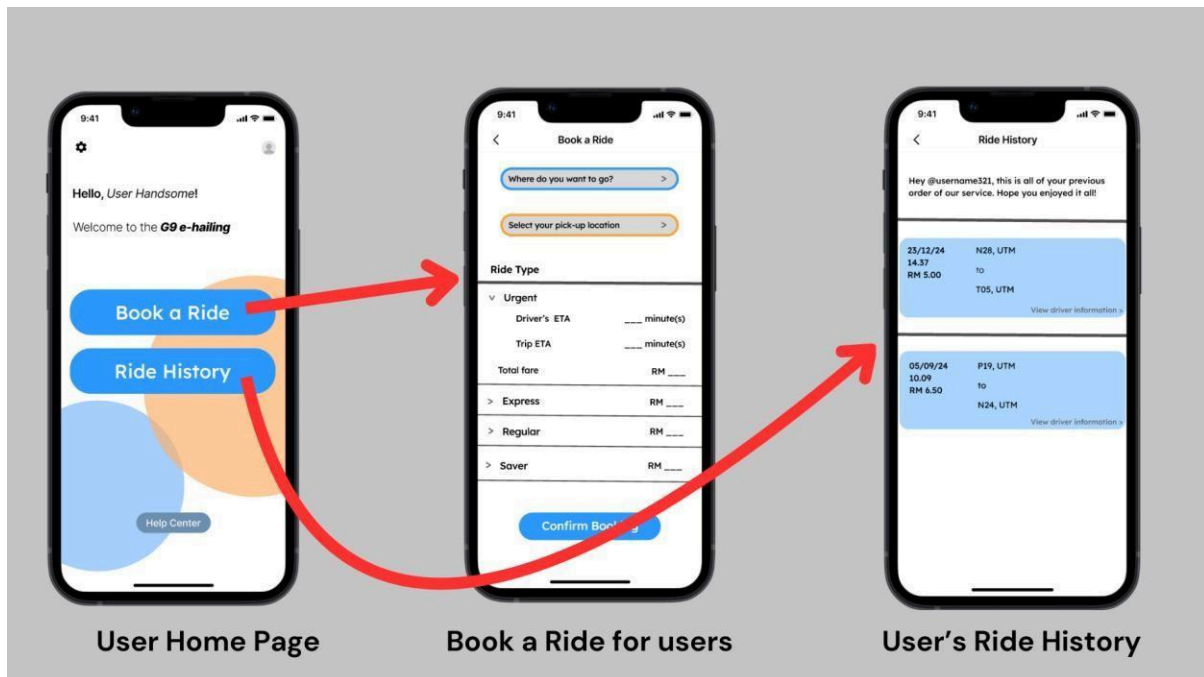 9:41
Hello, User Handsome!
Welcome to the G9 e-hailing
Book a Ride
Ride History
Help Center
User Home Page
9:41
Book a Ride
Where do you want to go? >
Select your pick-up location >
Ride Type
v Urgent
Driver's ETA ___ minute(s)
Trip ETA ___ minute(s)
Total fare RM ___
> Express RM ___
> Regular RM ___
> Saver RM ___
Confirm Booking
Book a Ride for users
9:41
Ride History
Hey @username321, this is all of your previous
order of our service. Hope you enjoyed it all!
23/12/24 N28, UTM
14.37 to
RM 5.00
T05, UTM
View driver information >
05/09/24 P19, UTM
10.09 to
RM 6.50
N24, UTM
View driver information >
User's Ride History